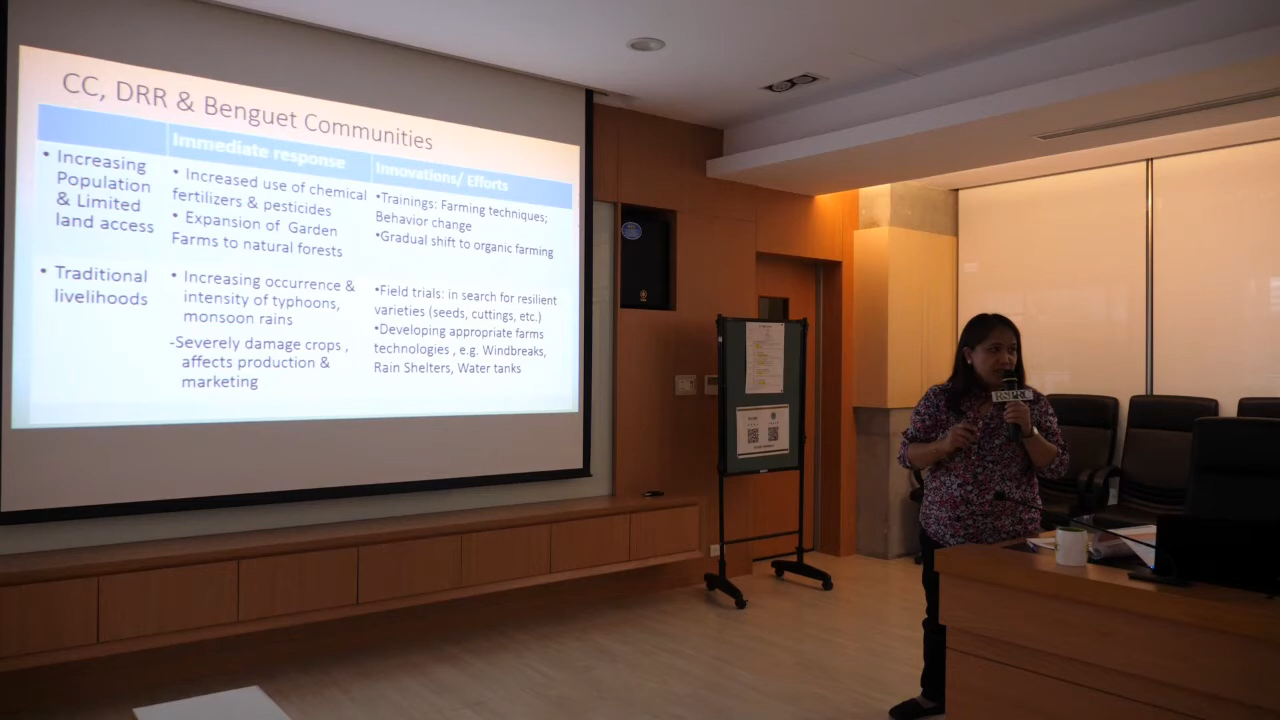 CC, DRR & Benguet Communities
Immediate response
Innovations/ Efforts
• Increasing
Population
& Limited
land access
• Increased use of chemical
fertilizers & pesticides
• Expansion of Garden
Farms to natural forests
•Trainings: Farming techniques;
Behavior change
•Gradual shift to organic farming
• Traditional
livelihoods
• Increasing occurrence &
intensity of typhoons,
monsoon rains
-Severely damage crops ,
affects production &
marketing
•Field trials: in search for resilient
varieties (seeds, cuttings, etc.)
•Developing appropriate farms
technologies , e.g. Windbreaks,
Rain Shelters, Water tanks
RSPRC